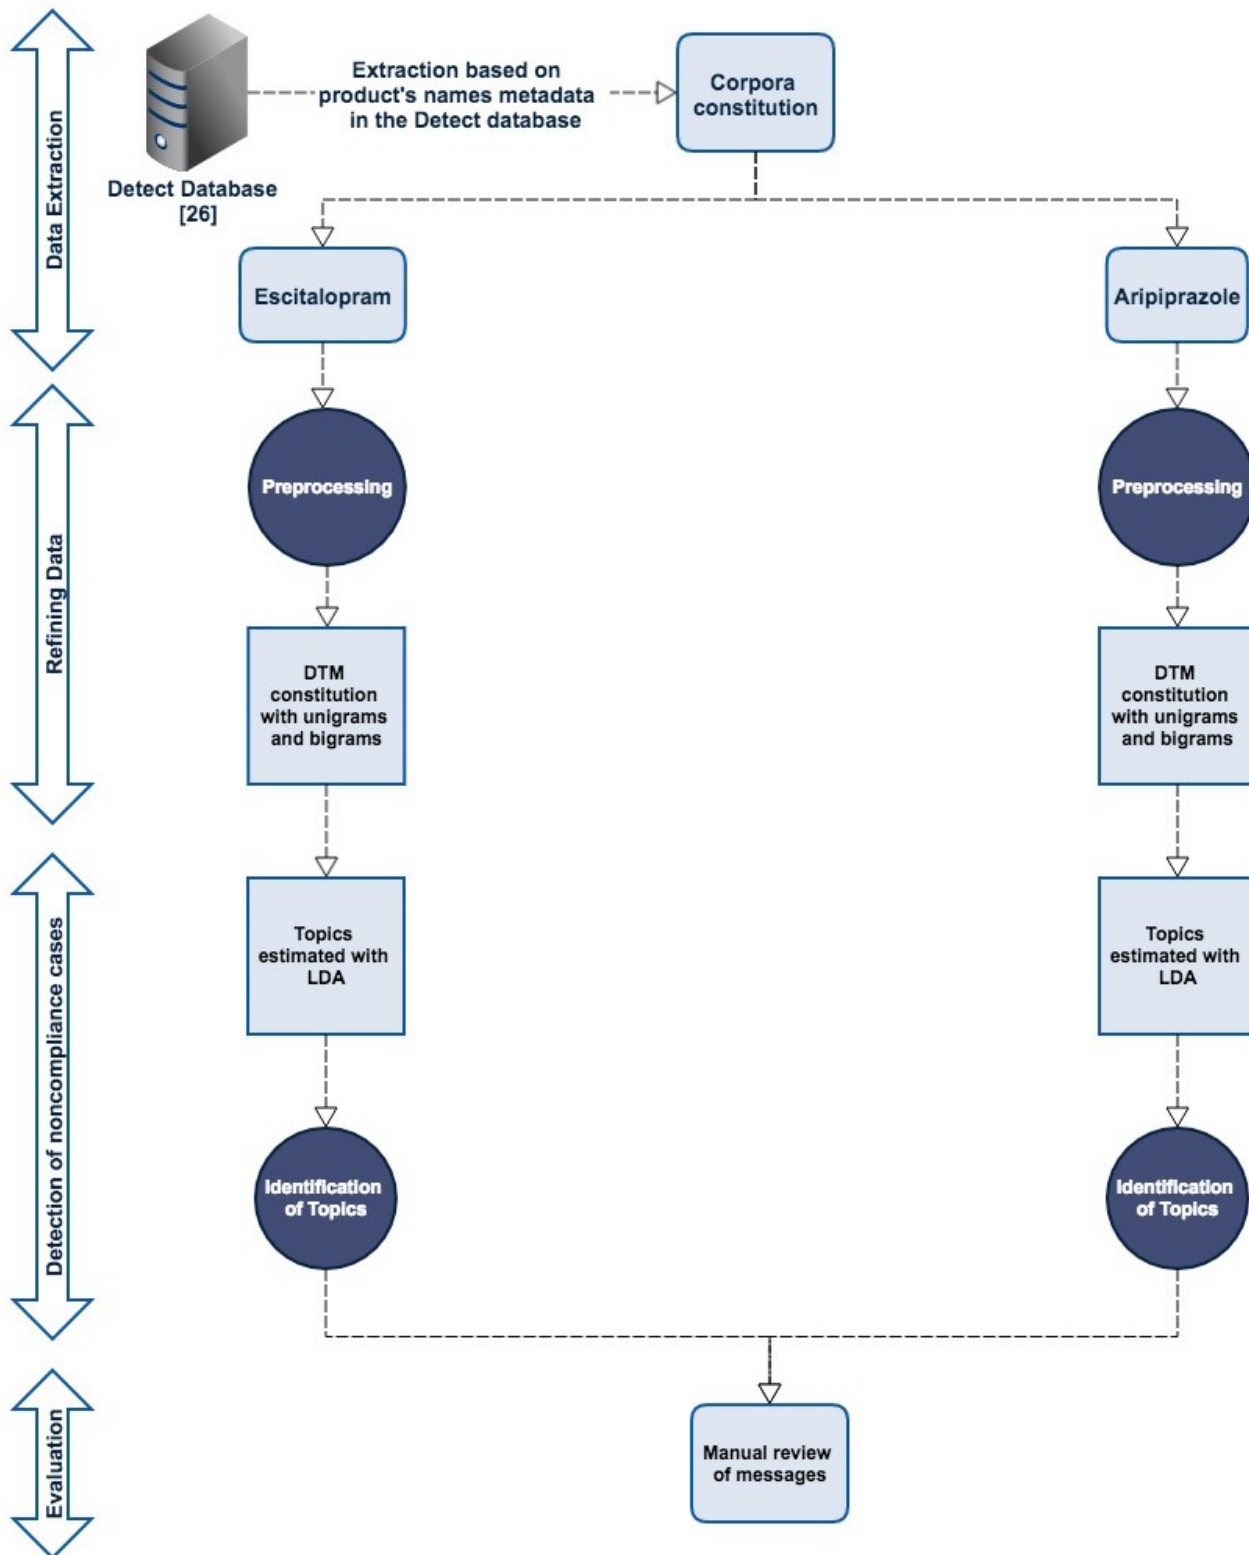 Data Extraction
Detect Database
[26]
Extraction based on
product's names metadata
in the Detect database
Corpora
constitution
Escitalopram
Aripiprazole
Refining Data
Preprocessing
Preprocessing
DTM
constitution
with unigrams
and bigrams
DTM
constitution
with unigrams
and bigrams
Detection of noncompliance cases
Topics
estimated with
LDA
Topics
estimated with
LDA
Identification
of Topics
Identification
of Topics
Evaluation
Manual review
of messages